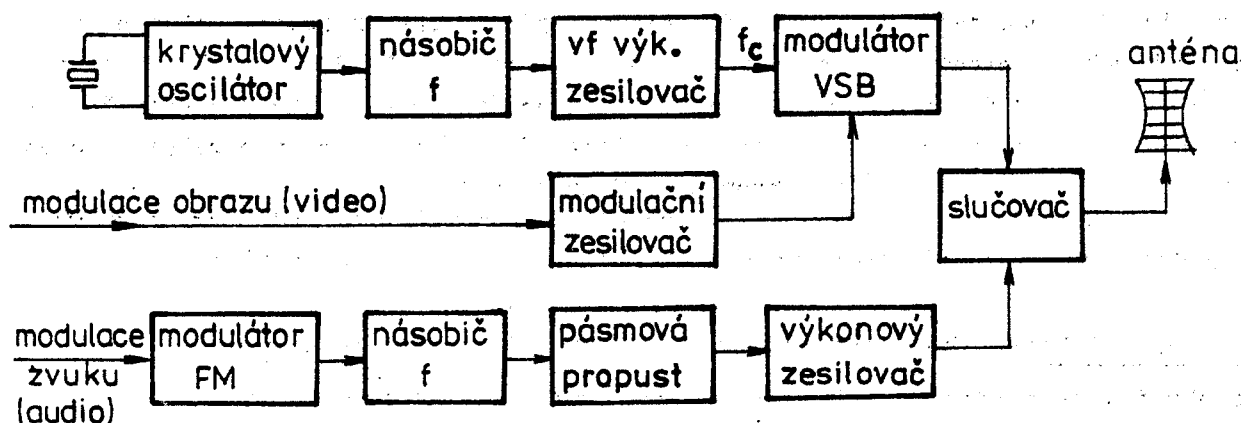 krystalový
oscilátor
násobič
f
vf výk.
zesilovač
f_c
modulátor
VSB
anténa
modulace obrazu (video)
modulační
zesilovač
slučovač
modulace
zvuku
(audio)
modulátor
FM
násobič
f
pásmová
propust
výkonový
zesilovač